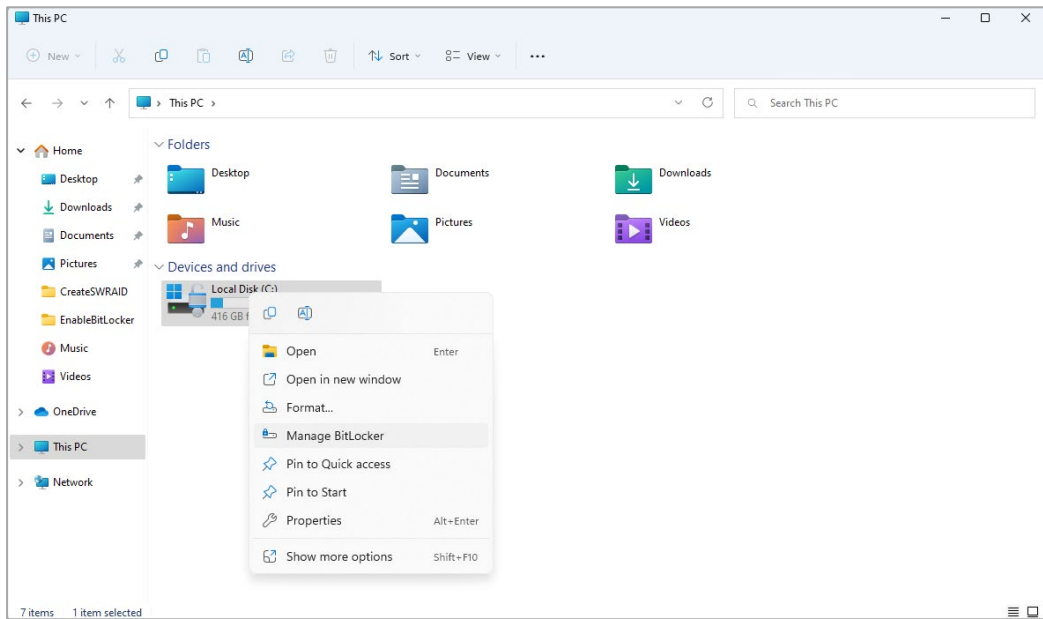 This PC
New
Sort
View
This PC
Search This PC
Home
Desktop
Downloads
Documents
Pictures
CreateSWRAID
EnableBitLocker
Music
Videos
OneDrive
This PC
Network
Folders
Desktop
Documents
Downloads
Music
Pictures
Videos
Devices and drives
Local Disk (C:)
416 GB
Open Enter
Open in new window
Format...
Manage BitLocker
Pin to Quick access
Pin to Start
Properties Alt+Enter
Show more options Shift+F10
7 items 1 item selected